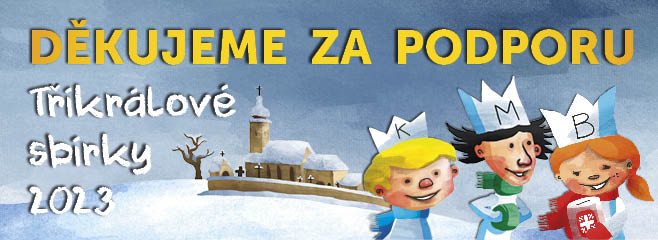 DĚKUJEME ZA PODPORU
Tříkrálové
sbírky
2023
K M B